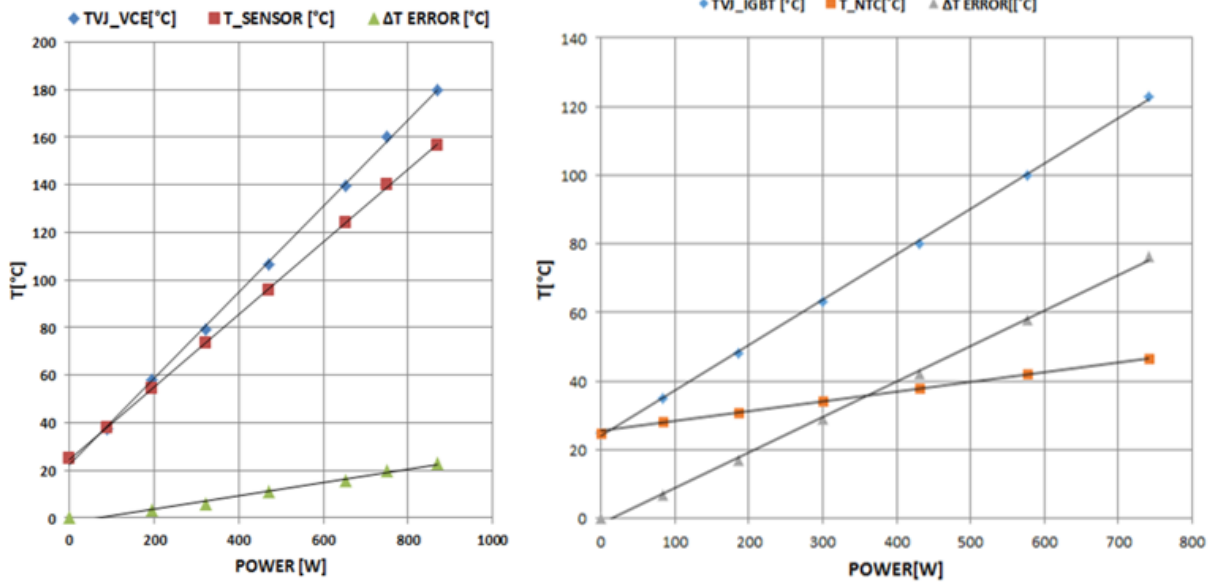 TVJ_VCE[°C] T_SENSOR [°C] ΔT ERROR [°C]
200
180
160
140
120
100
80
60
40
20
0
T[°C]
0 200 400 600 800 1000
POWER [W]
TVJ_IGBT [°C] T_NTC[°C] ΔT ERROR[[°C]
140
120
100
80
60
40
20
0
T[°C]
0 100 200 300 400 500 600 700 800
POWER[W]